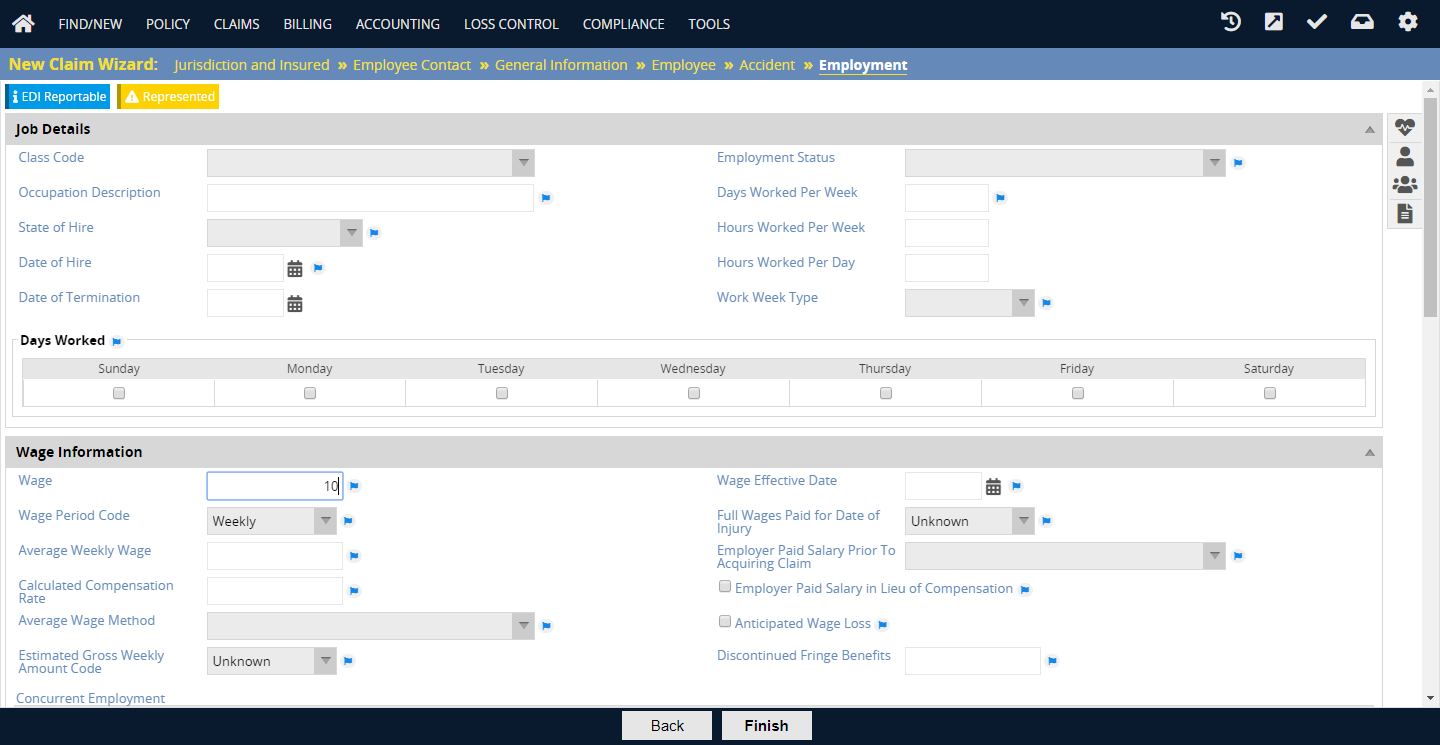 FIND/NEW POLICY CLAIMS BILLING ACCOUNTING LOSS CONTROL COMPLIANCE TOOLS
New Claim Wizard: Jurisdiction and Insured » Employee Contact » General Information » Employee » Accident » Employment
EDI Reportable Represented
Job Details
Class Code Employment Status
Occupation Description Days Worked Per Week
State of Hire Hours Worked Per Week
Date of Hire Hours Worked Per Day
Date of Termination Work Week Type
Days Worked
Sunday Monday Tuesday Wednesday Thursday Friday Saturday
Wage Information
Wage 10 Wage Effective Date
Wage Period Code Weekly Full Wages Paid for Date of
Injury Unknown
Average Weekly Wage Employer Paid Salary Prior To
Acquiring Claim
Calculated Compensation
Rate Employer Paid Salary in Lieu of Compensation
Average Wage Method Anticipated Wage Loss
Estimated Gross Weekly
Amount Code Unknown Discontinued Fringe Benefits
Concurrent Employment
Back Finish